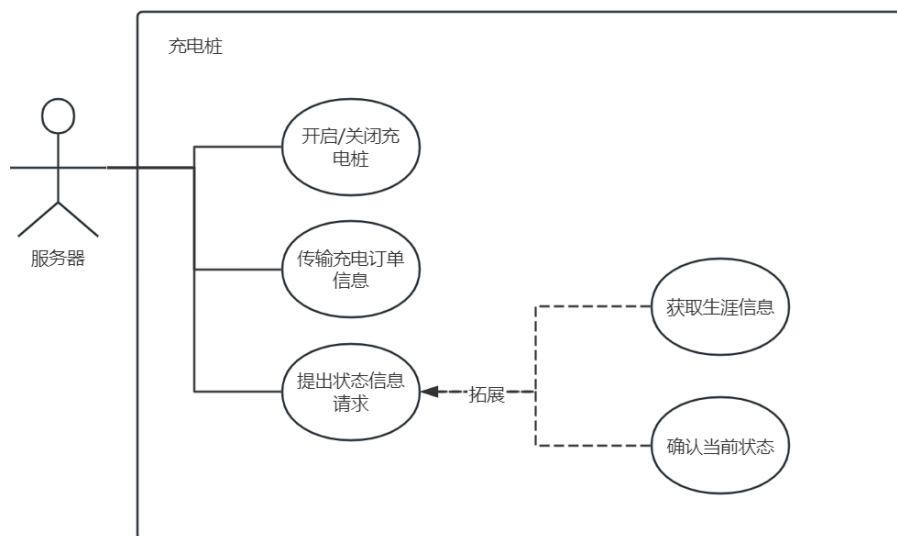 充电桩
开启/关闭充
电桩
传输充电订单
信息
服务器
获取生涯信息
提出状态信息
请求
拓展
确认当前状态